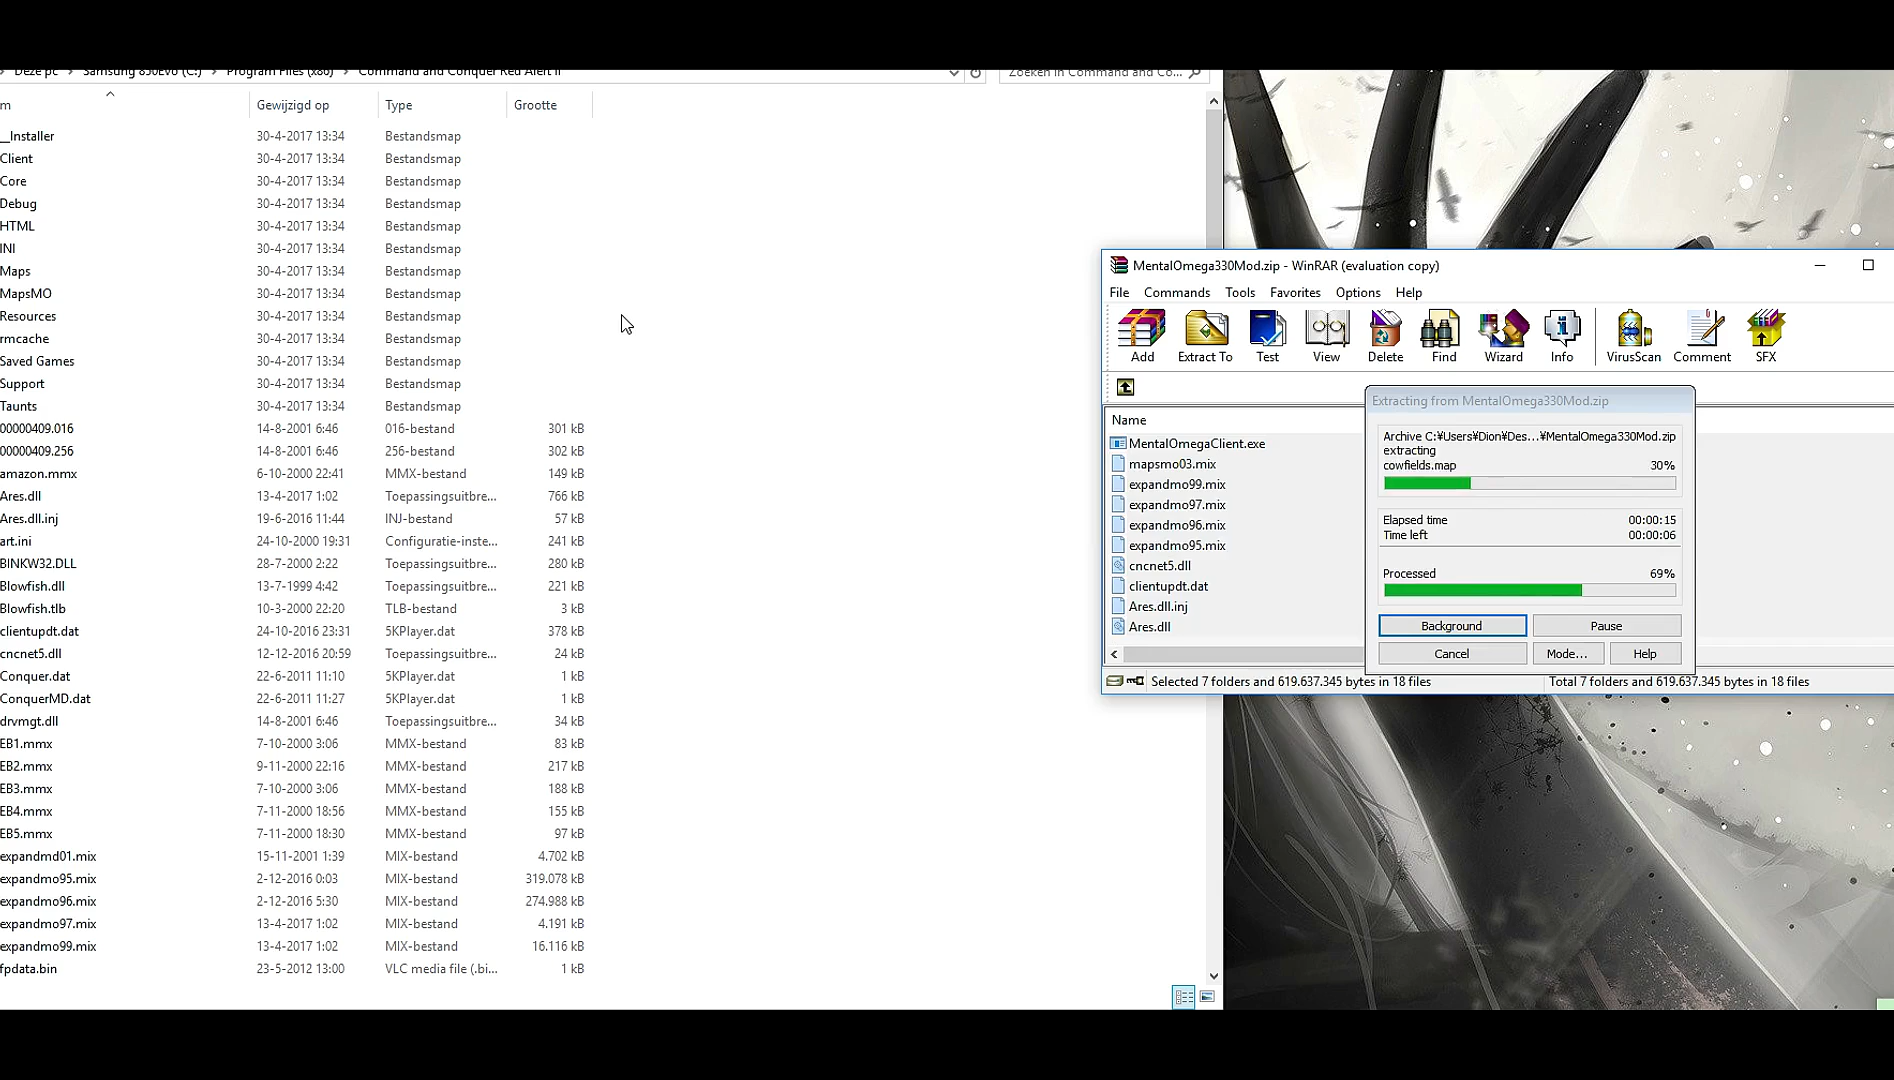 Deze pc > Samsung 850Evo (C:) > Program Files (x86) > Command and Conquer Red Alert II
Zoeken in Command and Co...
m Gewijzigd op Type Grootte
__Installer 30-4-2017 13:34 Bestandsmap
Client 30-4-2017 13:34 Bestandsmap
Core 30-4-2017 13:34 Bestandsmap
Debug 30-4-2017 13:34 Bestandsmap
HTML 30-4-2017 13:34 Bestandsmap
INI 30-4-2017 13:34 Bestandsmap
Maps 30-4-2017 13:34 Bestandsmap
MapsMO 30-4-2017 13:34 Bestandsmap
Resources 30-4-2017 13:34 Bestandsmap
rmcache 30-4-2017 13:34 Bestandsmap
Saved Games 30-4-2017 13:34 Bestandsmap
Support 30-4-2017 13:34 Bestandsmap
Taunts 30-4-2017 13:34 Bestandsmap
00000409.016 14-8-2001 6:46 016-bestand 301 kB
00000409.256 14-8-2001 6:46 256-bestand 302 kB
amazon.mmx 6-10-2000 22:41 MMX-bestand 149 kB
Ares.dll 13-4-2017 1:02 Toepassingsuitbre... 766 kB
Ares.dll.inj 19-6-2016 11:44 INJ-bestand 57 kB
art.ini 24-10-2000 19:31 Configuratie-inste... 241 kB
BINKW32.DLL 28-7-2000 2:22 Toepassingsuitbre... 280 kB
Blowfish.dll 13-7-1999 4:42 Toepassingsuitbre... 221 kB
Blowfish.tlb 10-3-2000 22:20 TLB-bestand 3 kB
clientupdt.dat 24-10-2016 23:31 5KPlayer.dat 378 kB
cncnet5.dll 12-12-2016 20:59 Toepassingsuitbre... 24 kB
Conquer.dat 22-6-2011 11:10 5KPlayer.dat 1 kB
ConquerMD.dat 22-6-2011 11:27 5KPlayer.dat 1 kB
drvmgt.dll 14-8-2001 6:46 Toepassingsuitbre... 34 kB
EB1.mmx 7-10-2000 3:06 MMX-bestand 83 kB
EB2.mmx 9-11-2000 22:16 MMX-bestand 217 kB
EB3.mmx 7-10-2000 3:06 MMX-bestand 188 kB
EB4.mmx 7-11-2000 18:56 MMX-bestand 155 kB
EB5.mmx 7-11-2000 18:30 MMX-bestand 97 kB
expandmd01.mix 15-11-2001 1:39 MIX-bestand 4.702 kB
expandmo95.mix 2-12-2016 0:03 MIX-bestand 319.078 kB
expandmo96.mix 2-12-2016 5:30 MIX-bestand 274.988 kB
expandmo97.mix 13-4-2017 1:02 MIX-bestand 4.191 kB
expandmo99.mix 13-4-2017 1:02 MIX-bestand 16.116 kB
fpdata.bin 23-5-2012 13:00 VLC media file (.bi... 1 kB
MentalOmega330Mod.zip - WinRAR (evaluation copy)
File Commands Tools Favorites Options Help
Add Extract To Test View Delete Find Wizard Info VirusScan Comment SFX
Name
MentalOmegaClient.exe
mapsmo03.mix
expandmo99.mix
expandmo97.mix
expandmo96.mix
expandmo95.mix
cncnet5.dll
clientupdt.dat
Ares.dll.inj
Ares.dll
Selected 7 folders and 619.637.345 bytes in 18 files
Total 7 folders and 619.637.345 bytes in 18 files
Extracting from MentalOmega330Mod.zip
Archive C:¥Users¥Dion¥Des...¥MentalOmega330Mod.zip
extracting
cowfields.map 30%
Elapsed time 00:00:15
Time left 00:00:06
Processed 69%
Background Pause
Cancel Mode... Help